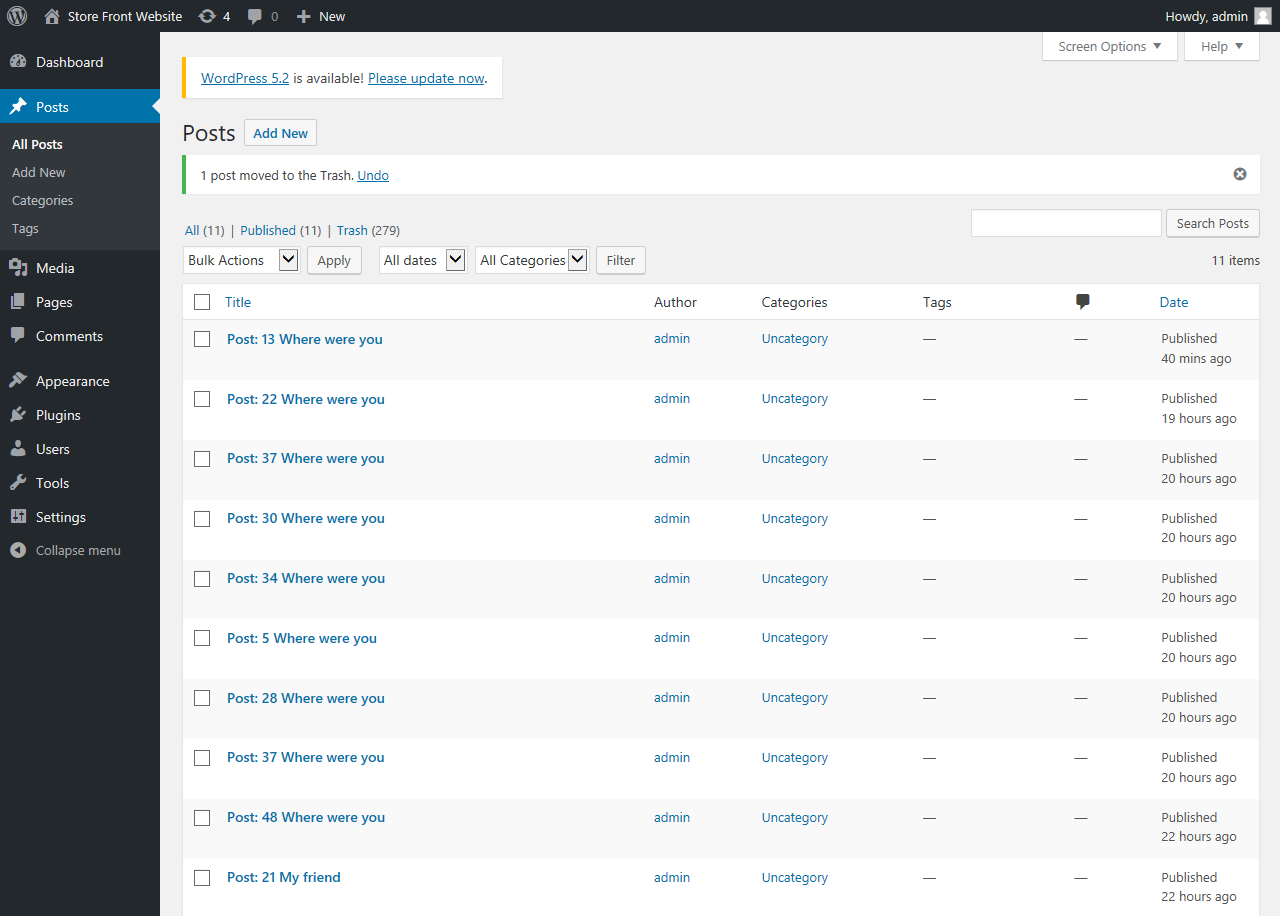 Store Front Website 4 0 New Howdy, admin
Screen Options Help
Dashboard
Posts
All Posts
Add New
Categories
Tags
Media
Pages
Comments
Appearance
Plugins
Users
Tools
Settings
Collapse menu
WordPress 5.2 is available! Please update now.
Posts Add New
1 post moved to the Trash. Undo
All (11) | Published (11) | Trash (279)
Search Posts
Bulk Actions Apply All dates All Categories Filter 11 items
Title Author Categories Tags Date
Post: 13 Where were you admin Uncategory — — Published
40 mins ago
Post: 22 Where were you admin Uncategory — — Published
19 hours ago
Post: 37 Where were you admin Uncategory — — Published
20 hours ago
Post: 30 Where were you admin Uncategory — — Published
20 hours ago
Post: 34 Where were you admin Uncategory — — Published
20 hours ago
Post: 5 Where were you admin Uncategory — — Published
20 hours ago
Post: 28 Where were you admin Uncategory — — Published
20 hours ago
Post: 37 Where were you admin Uncategory — — Published
20 hours ago
Post: 48 Where were you admin Uncategory — — Published
22 hours ago
Post: 21 My friend admin Uncategory — — Published
22 hours ago